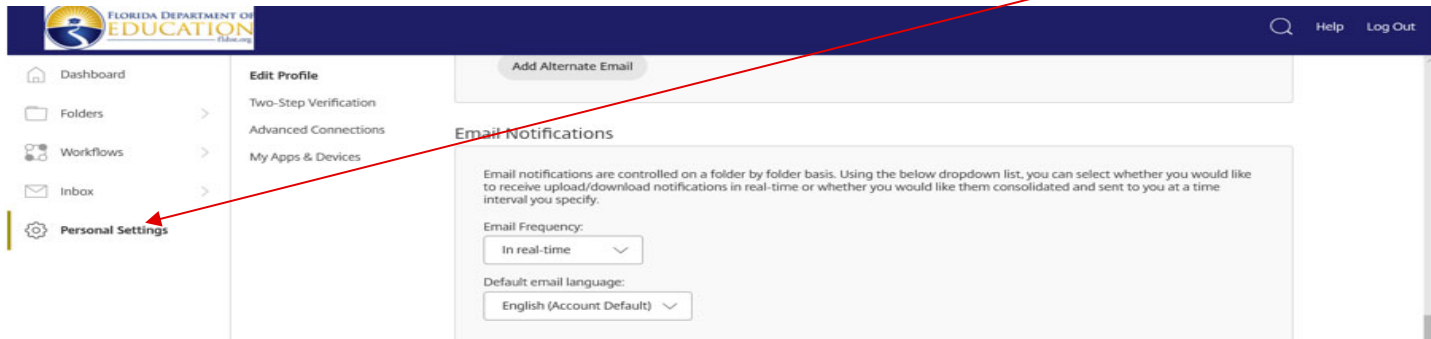 FLORIDA DEPARTMENT OF
EDUCATION
fldoe.org
Help
Log Out
Dashboard
Folders
Workflows
Inbox
Personal Settings
Edit Profile
Two-Step Verification
Advanced Connections
My Apps & Devices
Add Alternate Email
Email Notifications
Email notifications are controlled on a folder by folder basis. Using the below dropdown list, you can select whether you would like
to receive upload/download notifications in real-time or whether you would like them consolidated and sent to you at a time
interval you specify.
Email Frequency:
In real-time
Default email language:
English (Account Default)